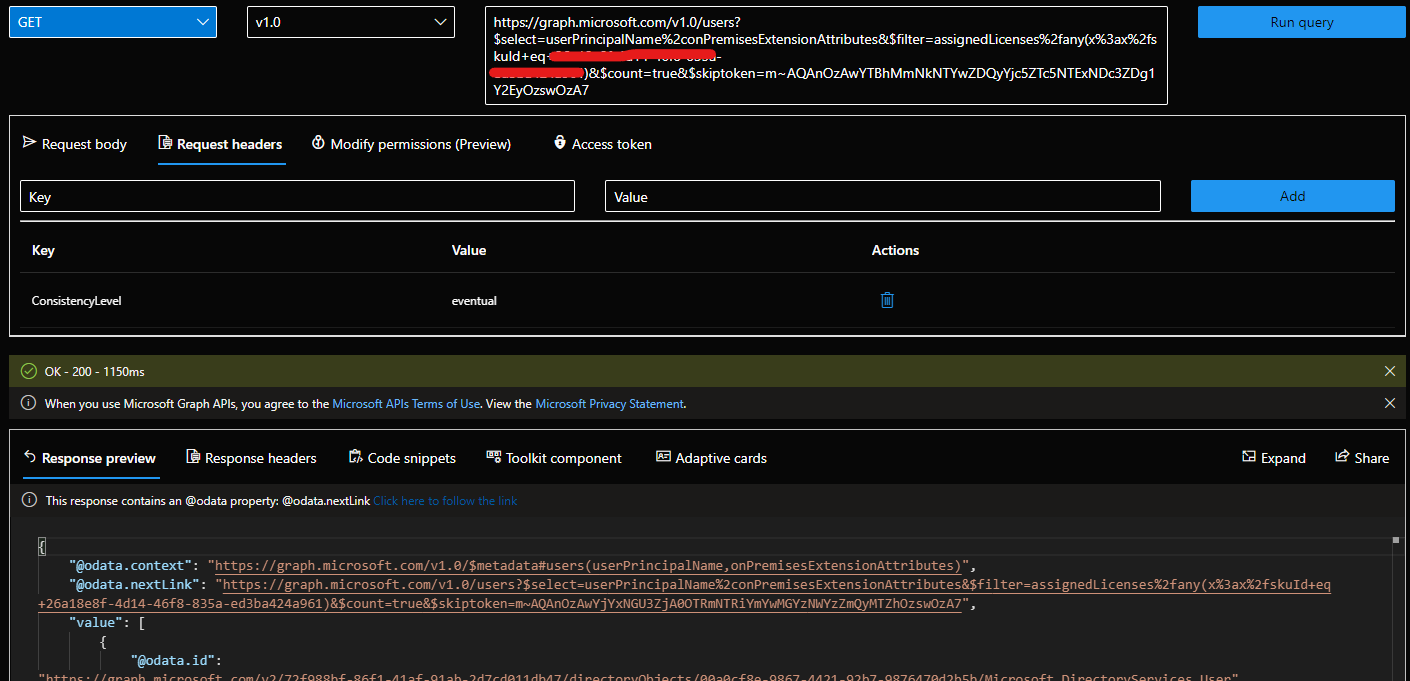 GET
v1.0
https://graph.microsoft.com/v1.0/users?
$select=userPrincipalName%2conPremisesExtensionAttributes&$filter=assignedLicenses%2fany(x%3ax%2fs
kuId+eq
)&$count=true&$skiptoken=m~AQAnOzAwYTBhMmNkNTYwZDQyYjc5ZTc5NTExNDc3ZDg1
Y2EyOzswOzA7
Run query
Request body
Request headers
Modify permissions (Preview)
Access token
Key
Value
Add
Key
Value
Actions
ConsistencyLevel
eventual
OK - 200 - 1150ms
When you use Microsoft Graph APIs, you agree to the Microsoft APIs Terms of Use. View the Microsoft Privacy Statement.
Response preview
Response headers
Code snippets
Toolkit component
Adaptive cards
Expand
Share
This response contains an @odata property: @odata.nextLink Click here to follow the link
{
"@odata.context": "https://graph.microsoft.com/v1.0/$metadata#users(userPrincipalName,onPremisesExtensionAttributes)",
"@odata.nextLink": "https://graph.microsoft.com/v1.0/users?$select=userPrincipalName%2conPremisesExtensionAttributes&$filter=assignedLicenses%2fany(x%3ax%2fskuId+eq
+26a18e8f-4d14-46f8-835a-ed3ba424a961)&$count=true&$skiptoken=m~AQAnOzAwYjYxNGU3ZjA0OTRmNTRiYmYwMGYzNWYzZmQyMTZhOzswOzA7",
"value": [
{
"@odata.id":
"https://graph.microsoft.com/v2/72f988bf-86f1-41af-91ab-2d7cd011db47/directoryObjects/00a0cf8e-9867-4421-92b7-9876470d2b5b/Microsoft.DirectoryServices.User"